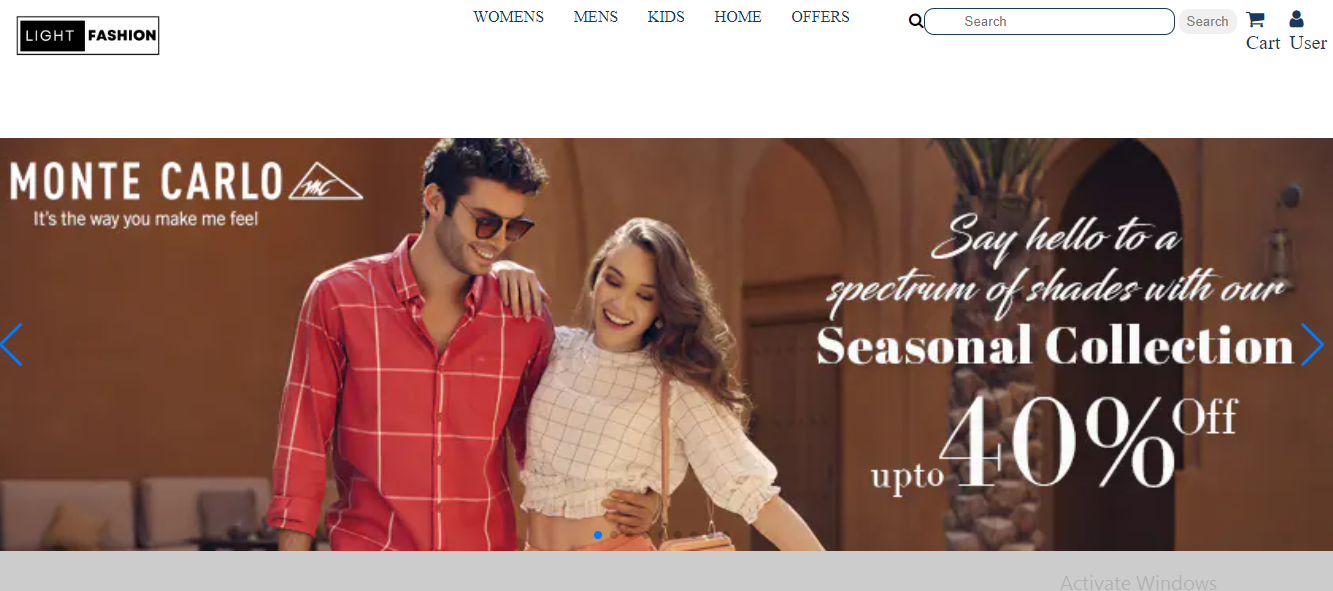 LIGHT FASHION
WOMENS MENS KIDS HOME OFFERS
Search
Search
Cart User
MONTE CARLO MC
It's the way you make me feel
Say hello to a
spectrum of shades with our
Seasonal Collection
upto 40% Off
Activate Windows